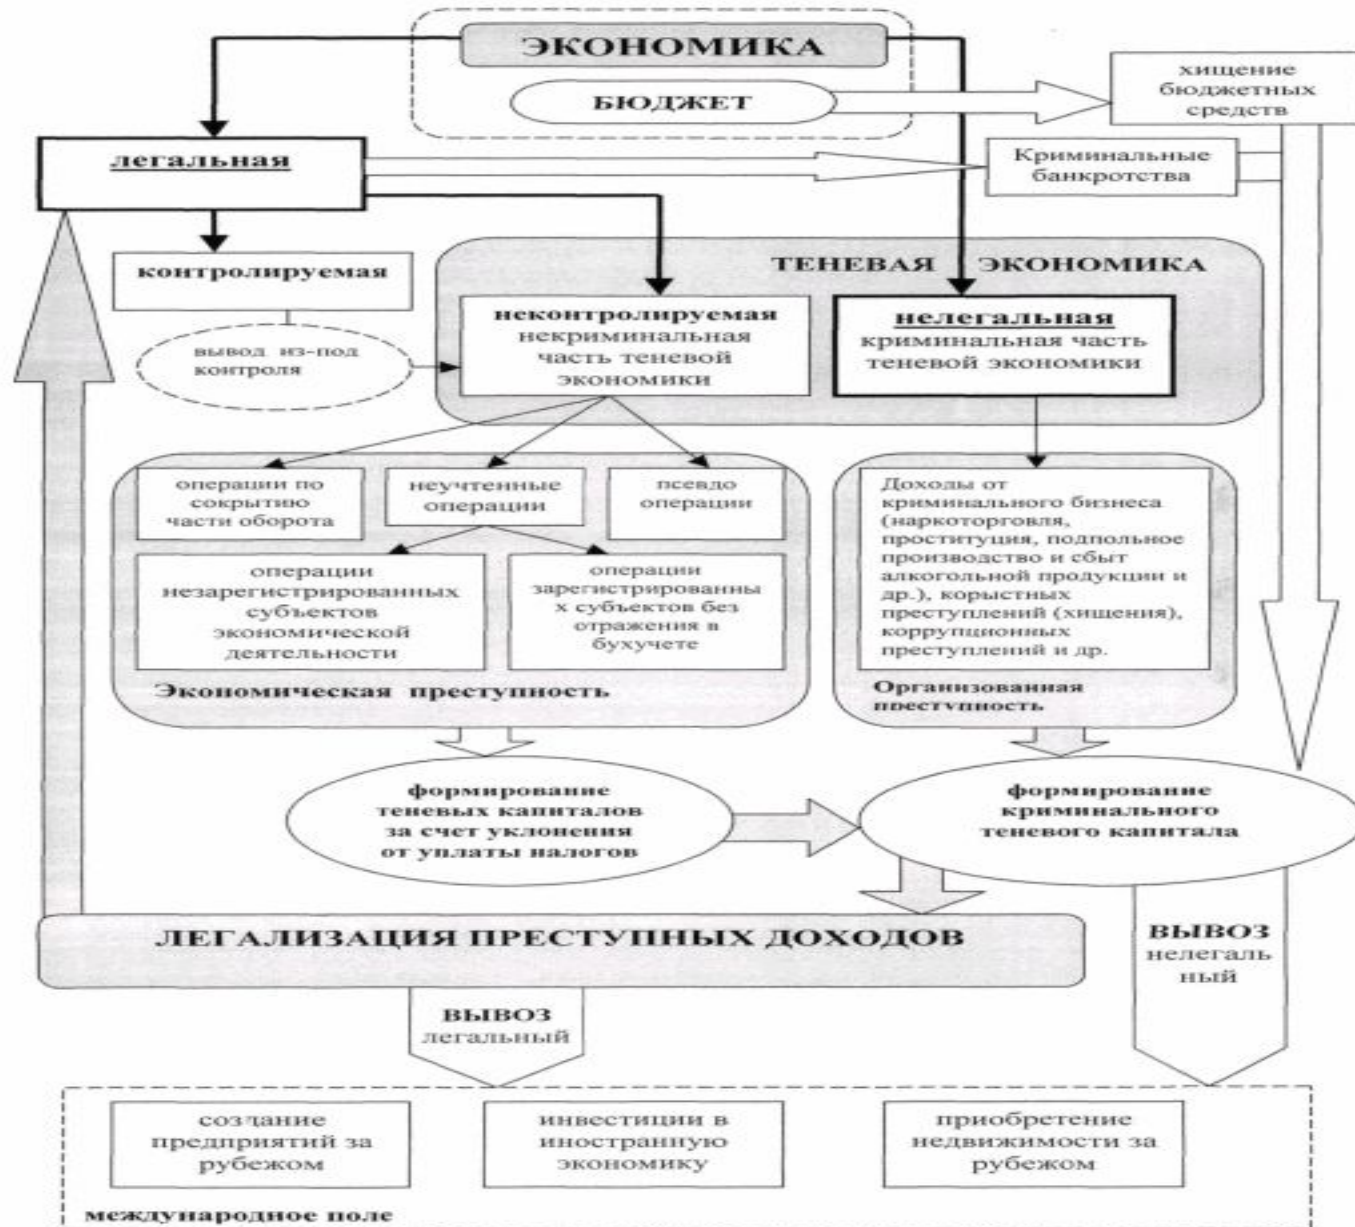 ЭКОНОМИКА
БЮДЖЕТ
хищение
бюджетных
средств
легальная
Криминальные
банкротства
контролируемая
ТЕНЕВАЯ ЭКОНОМИКА
неконтролируемая
некриминальная
часть теневой
экономики
нелегальная
криминальная часть
теневой экономики
вывод из-под
контроля
операции по
сокрытию
части оборота
неучтенные
операции
псевдо
операции
операции
незарегистрированных
субъектов
экономической
деятельности
операции
зарегистрированны
х субъектов без
отражения в
бухучете
Экономическая преступность
Доходы от
криминального бизнеса
(наркоторговля,
проституция, подпольное
производство и сбыт
алкогольной продукции и
др.), корыстных
преступлений (хищения),
коррупционных
преступлений и др.
Организованная
преступность
формирование
теневых капиталов
за счет уклонения
от уплаты налогов
формирование
криминального
теневого капитала
ЛЕГАЛИЗАЦИЯ ПРЕСТУПНЫХ ДОХОДОВ
ВЫВОЗ
нелегаль
ный
ВЫВОЗ
легальный
создание
предприятий за
рубежом
инвестиции в
иностранную
экономику
приобретение
недвижимости за
рубежом
международное поле